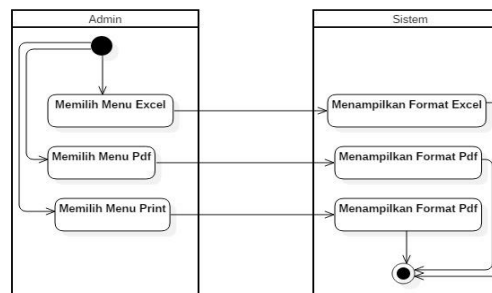 Admin
Sistem
Memilih Menu Excel
Menampilkan Format Excel
Memilih Menu Pdf
Menampilkan Format Pdf
Memilih Menu Print
Menampilkan Format Pdf